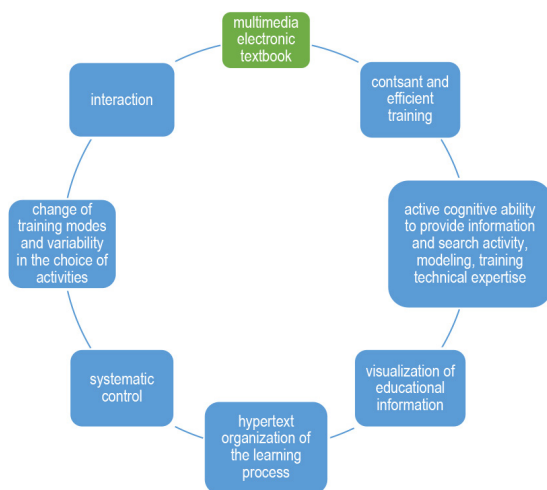 multimedia
electronic
textbook
contsant and
efficient
training
active cognitive ability
to provide information
and search activity,
modeling, training
technical expertise
visualization of
educational
information
hypertext
organization of
the learning
process
systematic
control
change of
training modes
and variability
in the choice of
activities
interaction